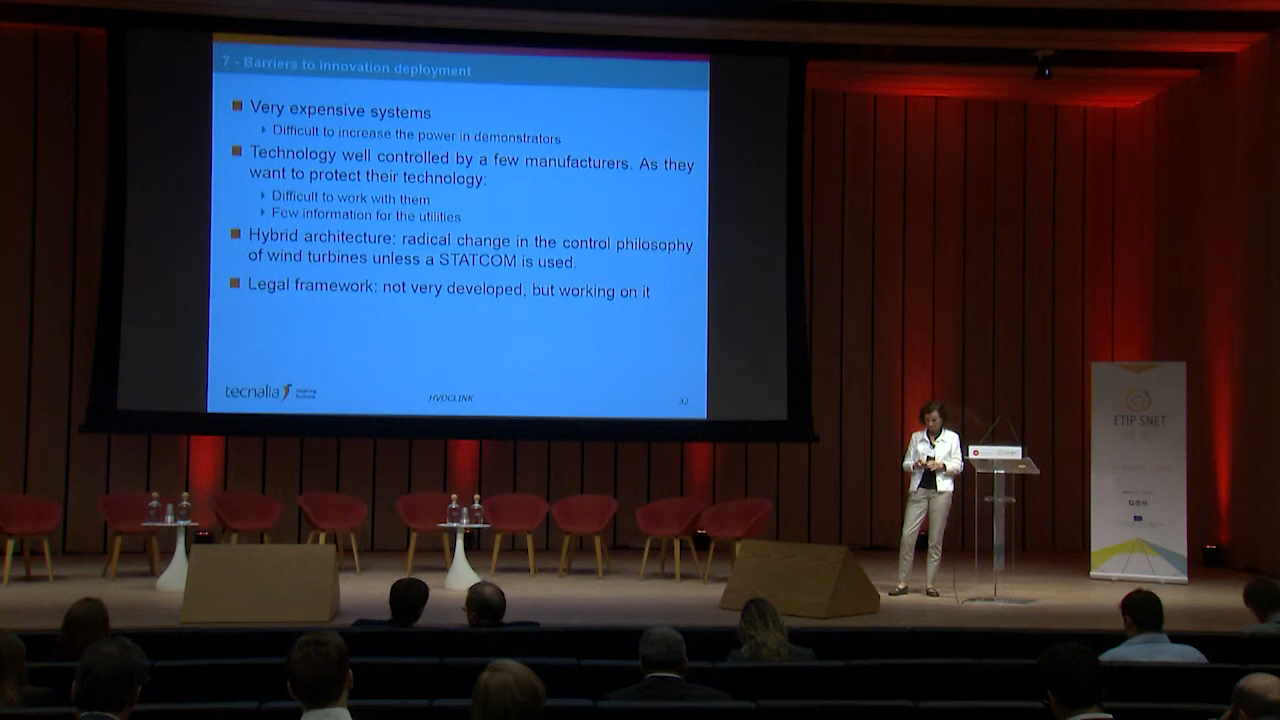 7 - Barriers to innovation deployment
Very expensive systems
Difficult to increase the power in demonstrators
Technology well controlled by a few manufacturers. As they
want to protect their technology:
Difficult to work with them
Few information for the utilities
Hybrid architecture: radical change in the control philosophy
of wind turbines unless a STATCOM is used.
Legal framework: not very developed, but working on it
tecnalia
HVDCLINK
32
ETIP SNET